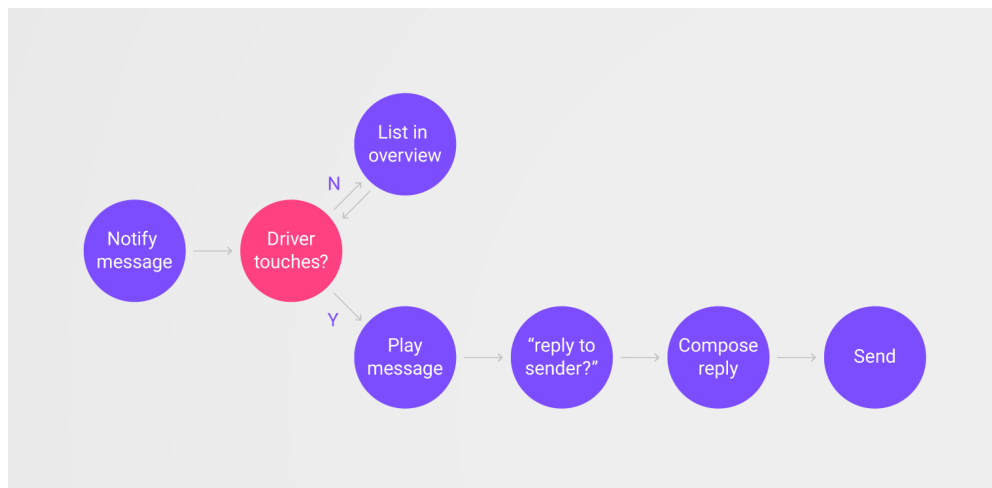 List in
overview
N
Notify
message
Driver
touches?
Y
Play
message
“reply to
sender?”
Compose
reply
Send